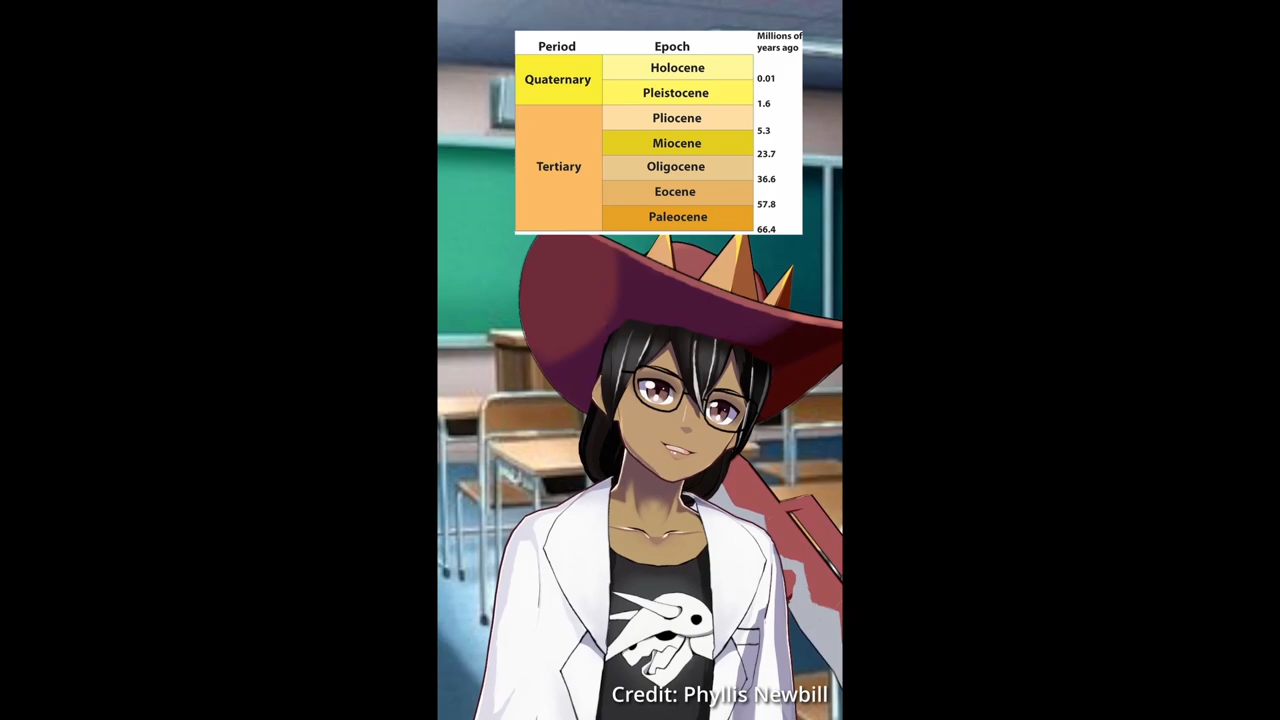 Period Epoch Millions of
years ago
Quaternary Holocene
0.01
Pleistocene
1.6
Pliocene
5.3
Tertiary Miocene
23.7
Oligocene
36.6
Eocene
57.8
Paleocene
66.4
Credit: Phyllis Newbill